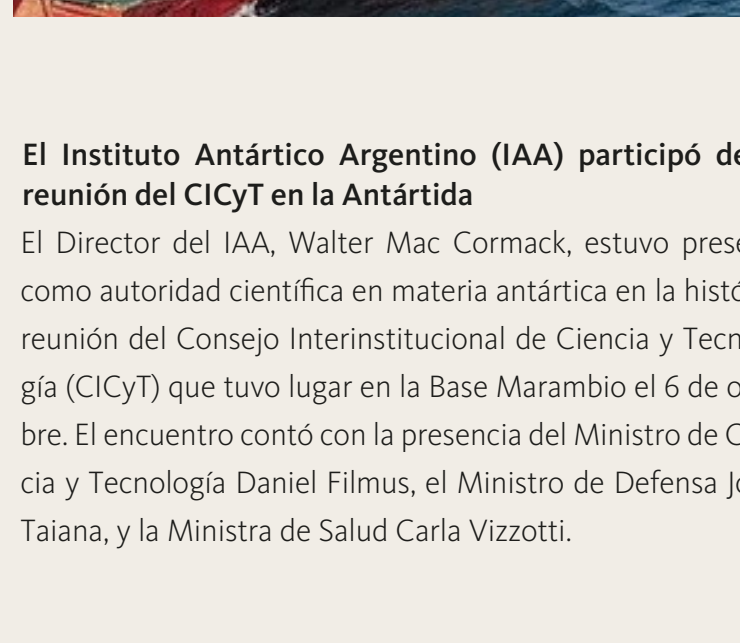 El Instituto Antártico Argentino (IAA) participó de
reunión del CICyT en la Antártida
El Director del IAA, Walter Mac Cormack, estuvo prese
como autoridad científica en materia antártica en la histó
reunión del Consejo Interinstitucional de Ciencia y Tecn
gía (CICyT) que tuvo lugar en la Base Marambio el 6 de o
bre. El encuentro contó con la presencia del Ministro de C
cia y Tecnología Daniel Filmus, el Ministro de Defensa Jo
Taiana, y la Ministra de Salud Carla Vizzotti.